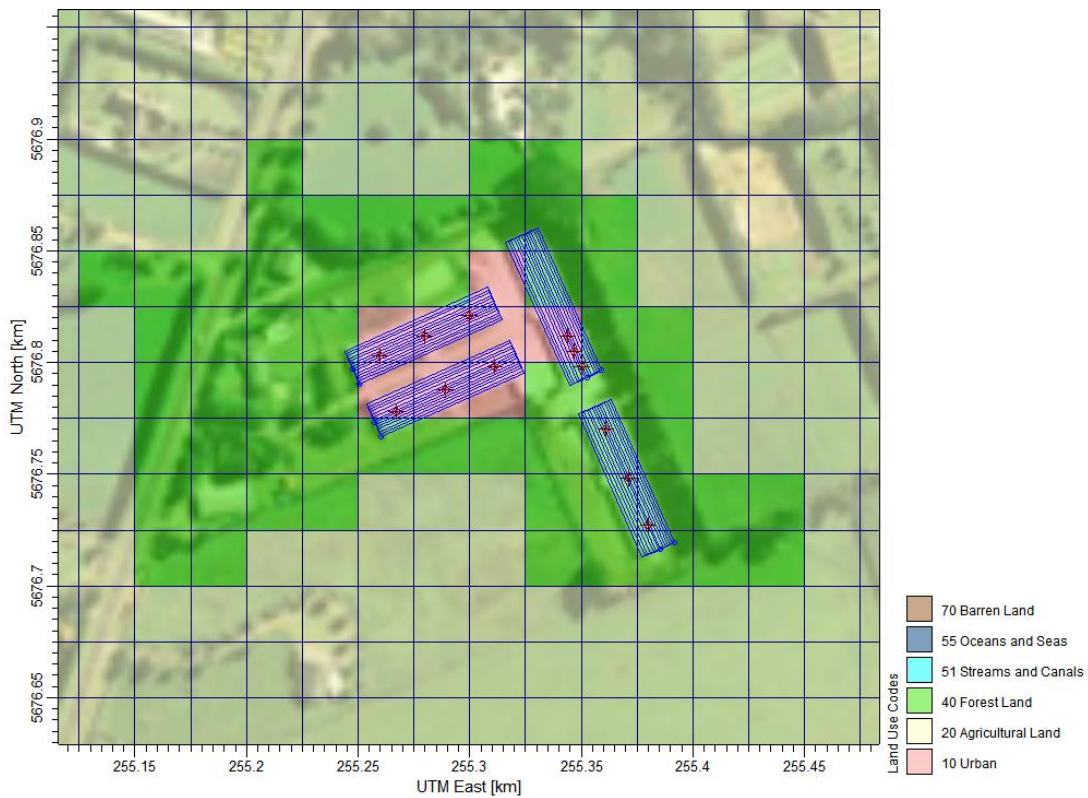 5676.9
5676.85
5676.8
5676.75
5676.7
5676.65
UTM North [km]
255.15 255.2 255.25 255.3 255.35 255.4 255.45
UTM East [km]
Land Use Codes
70 Barren Land
55 Oceans and Seas
51 Streams and Canals
40 Forest Land
20 Agricultural Land
10 Urban